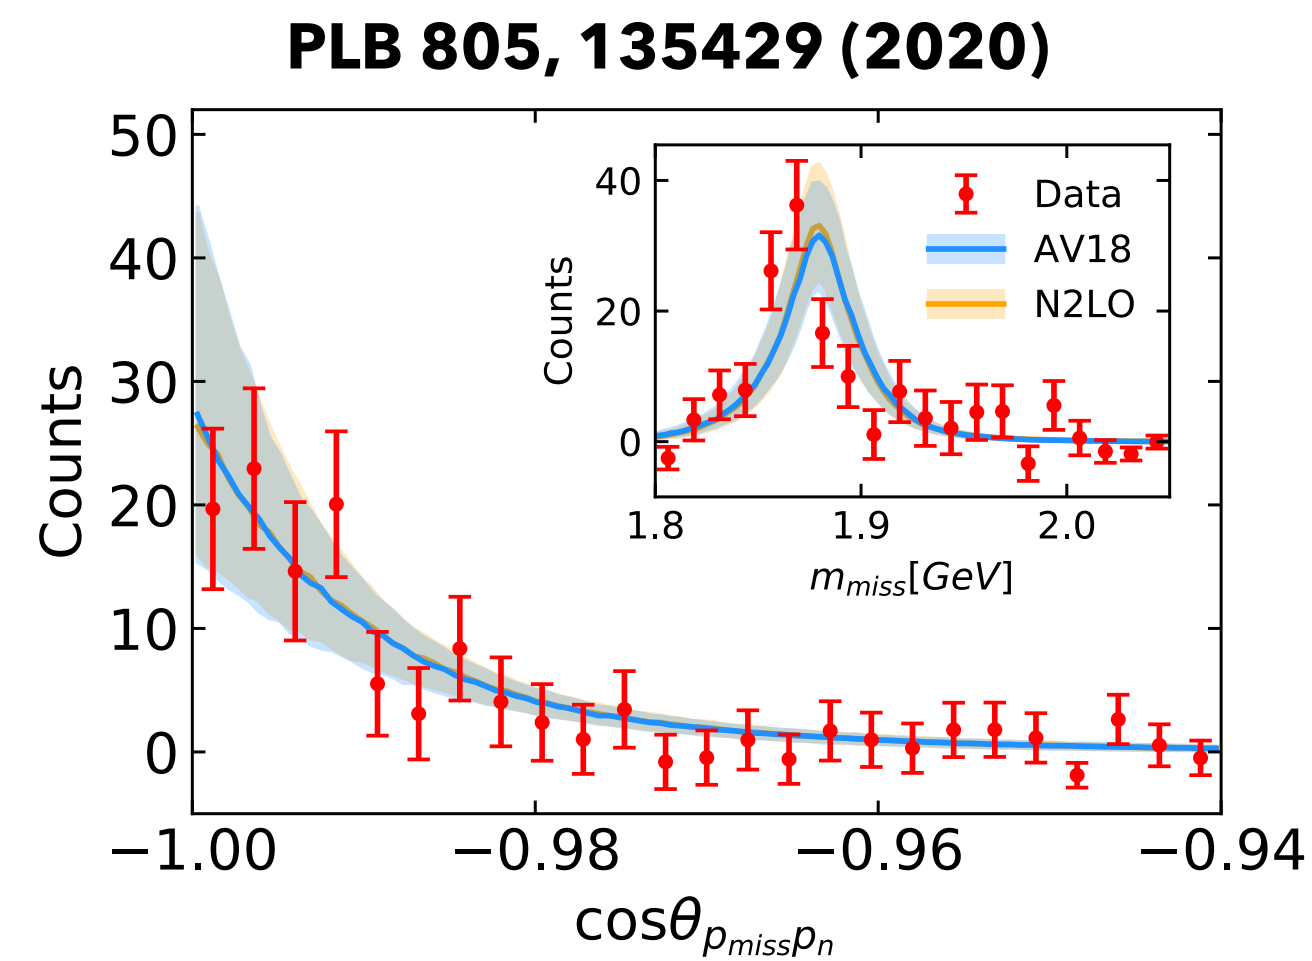 PLB 805, 135429 (2020)
50
40
30
20
10
0
Counts
−1.00 −0.98 −0.96 −0.94
cosθ_{p_{miss}p_n}
40
20
0
Counts
1.8 1.9 2.0
m_{miss}[GeV]
Data
AV18
N2LO